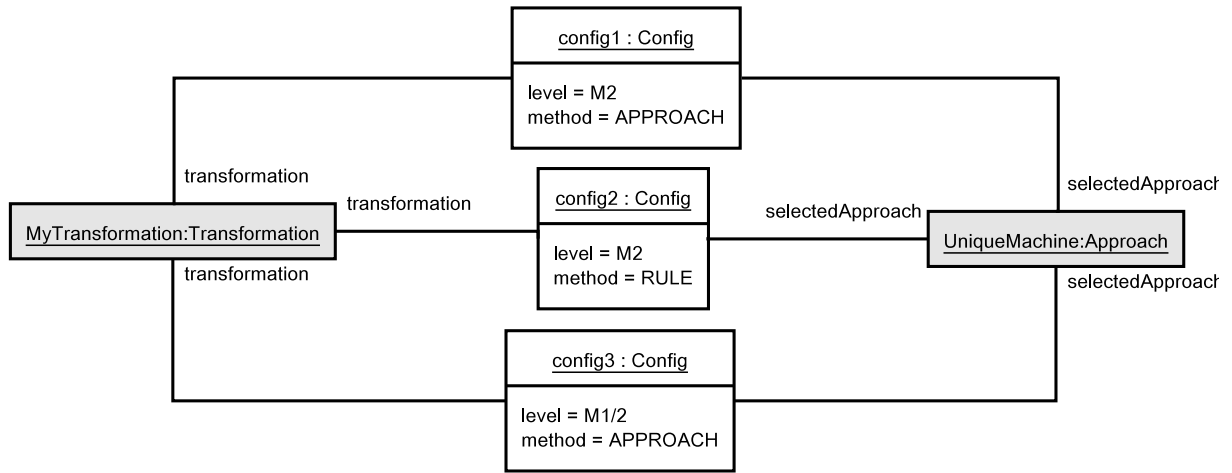 config1 : Config
level = M2
method = APPROACH
transformation
selectedApproach
config2 : Config
transformation
selectedApproach
MyTransformation:Transformation
UniqueMachine:Approach
level = M2
method = RULE
transformation
selectedApproach
config3 : Config
level = M1/2
method = APPROACH